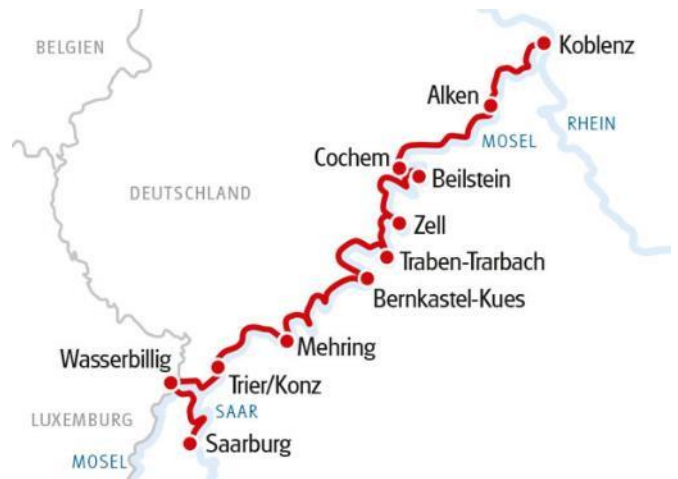 BELGIEN
Koblenz
Alken
RHEIN
MOSEL
Cochem
Beilstein
DEUTSCHLAND
Zell
Traben-Trarbach
Bernkastel-Kues
Mehring
Wasserbillig
Trier/Konz
LUXEMBURG
SAAR
Saarburg
MOSEL